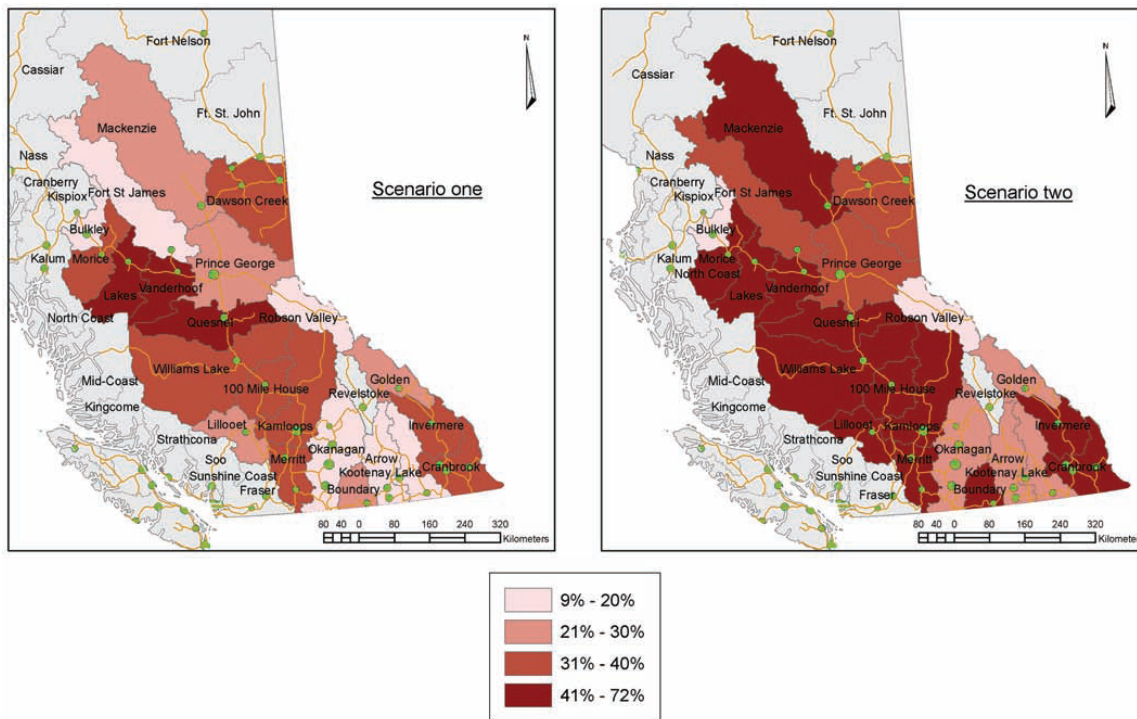 Fort Nelson
Cassiar
N
Ft. St. John
Mackenzie
Nass
Cranberry
Kispiox
Fort St James
Scenario one
Dawson Creek
Bulkley
Kalum
Morice
Prince George
Vanderhoof
Lakes
North Coast
Quesnel
Robson Valley
Williams Lake
Mid-Coast
100 Mile House
Golden
Revelstoke
Kingcome
Lillooet
Kamloops
Invermere
Strathcona
Okanagan
Soo
Merritt
Arrow
Cranbrook
Sunshine Coast
Kootenay Lake
Fraser
Boundary
80 40 0 80 160 240 320
Kilometers
Fort Nelson
Cassiar
N
Ft. St. John
Mackenzie
Nass
Cranberry
Kispiox
Fort St James
Scenario two
Dawson Creek
Bulkley
Kalum
Morice
Prince George
North Coast
Vanderhoof
Lakes
Quesnel
Robson Valley
Williams Lake
Mid-Coast
100 Mile House
Golden
Revelstoke
Kingcome
Lillooet
Kamloops
Invermere
Strathcona
Okanagan
Soo
Merritt
Arrow
Cranbrook
Sunshine Coast
Kootenay Lake
Fraser
Boundary
80 40 0 80 160 240 320
Kilometers
9% - 20%
21% - 30%
31% - 40%
41% - 72%